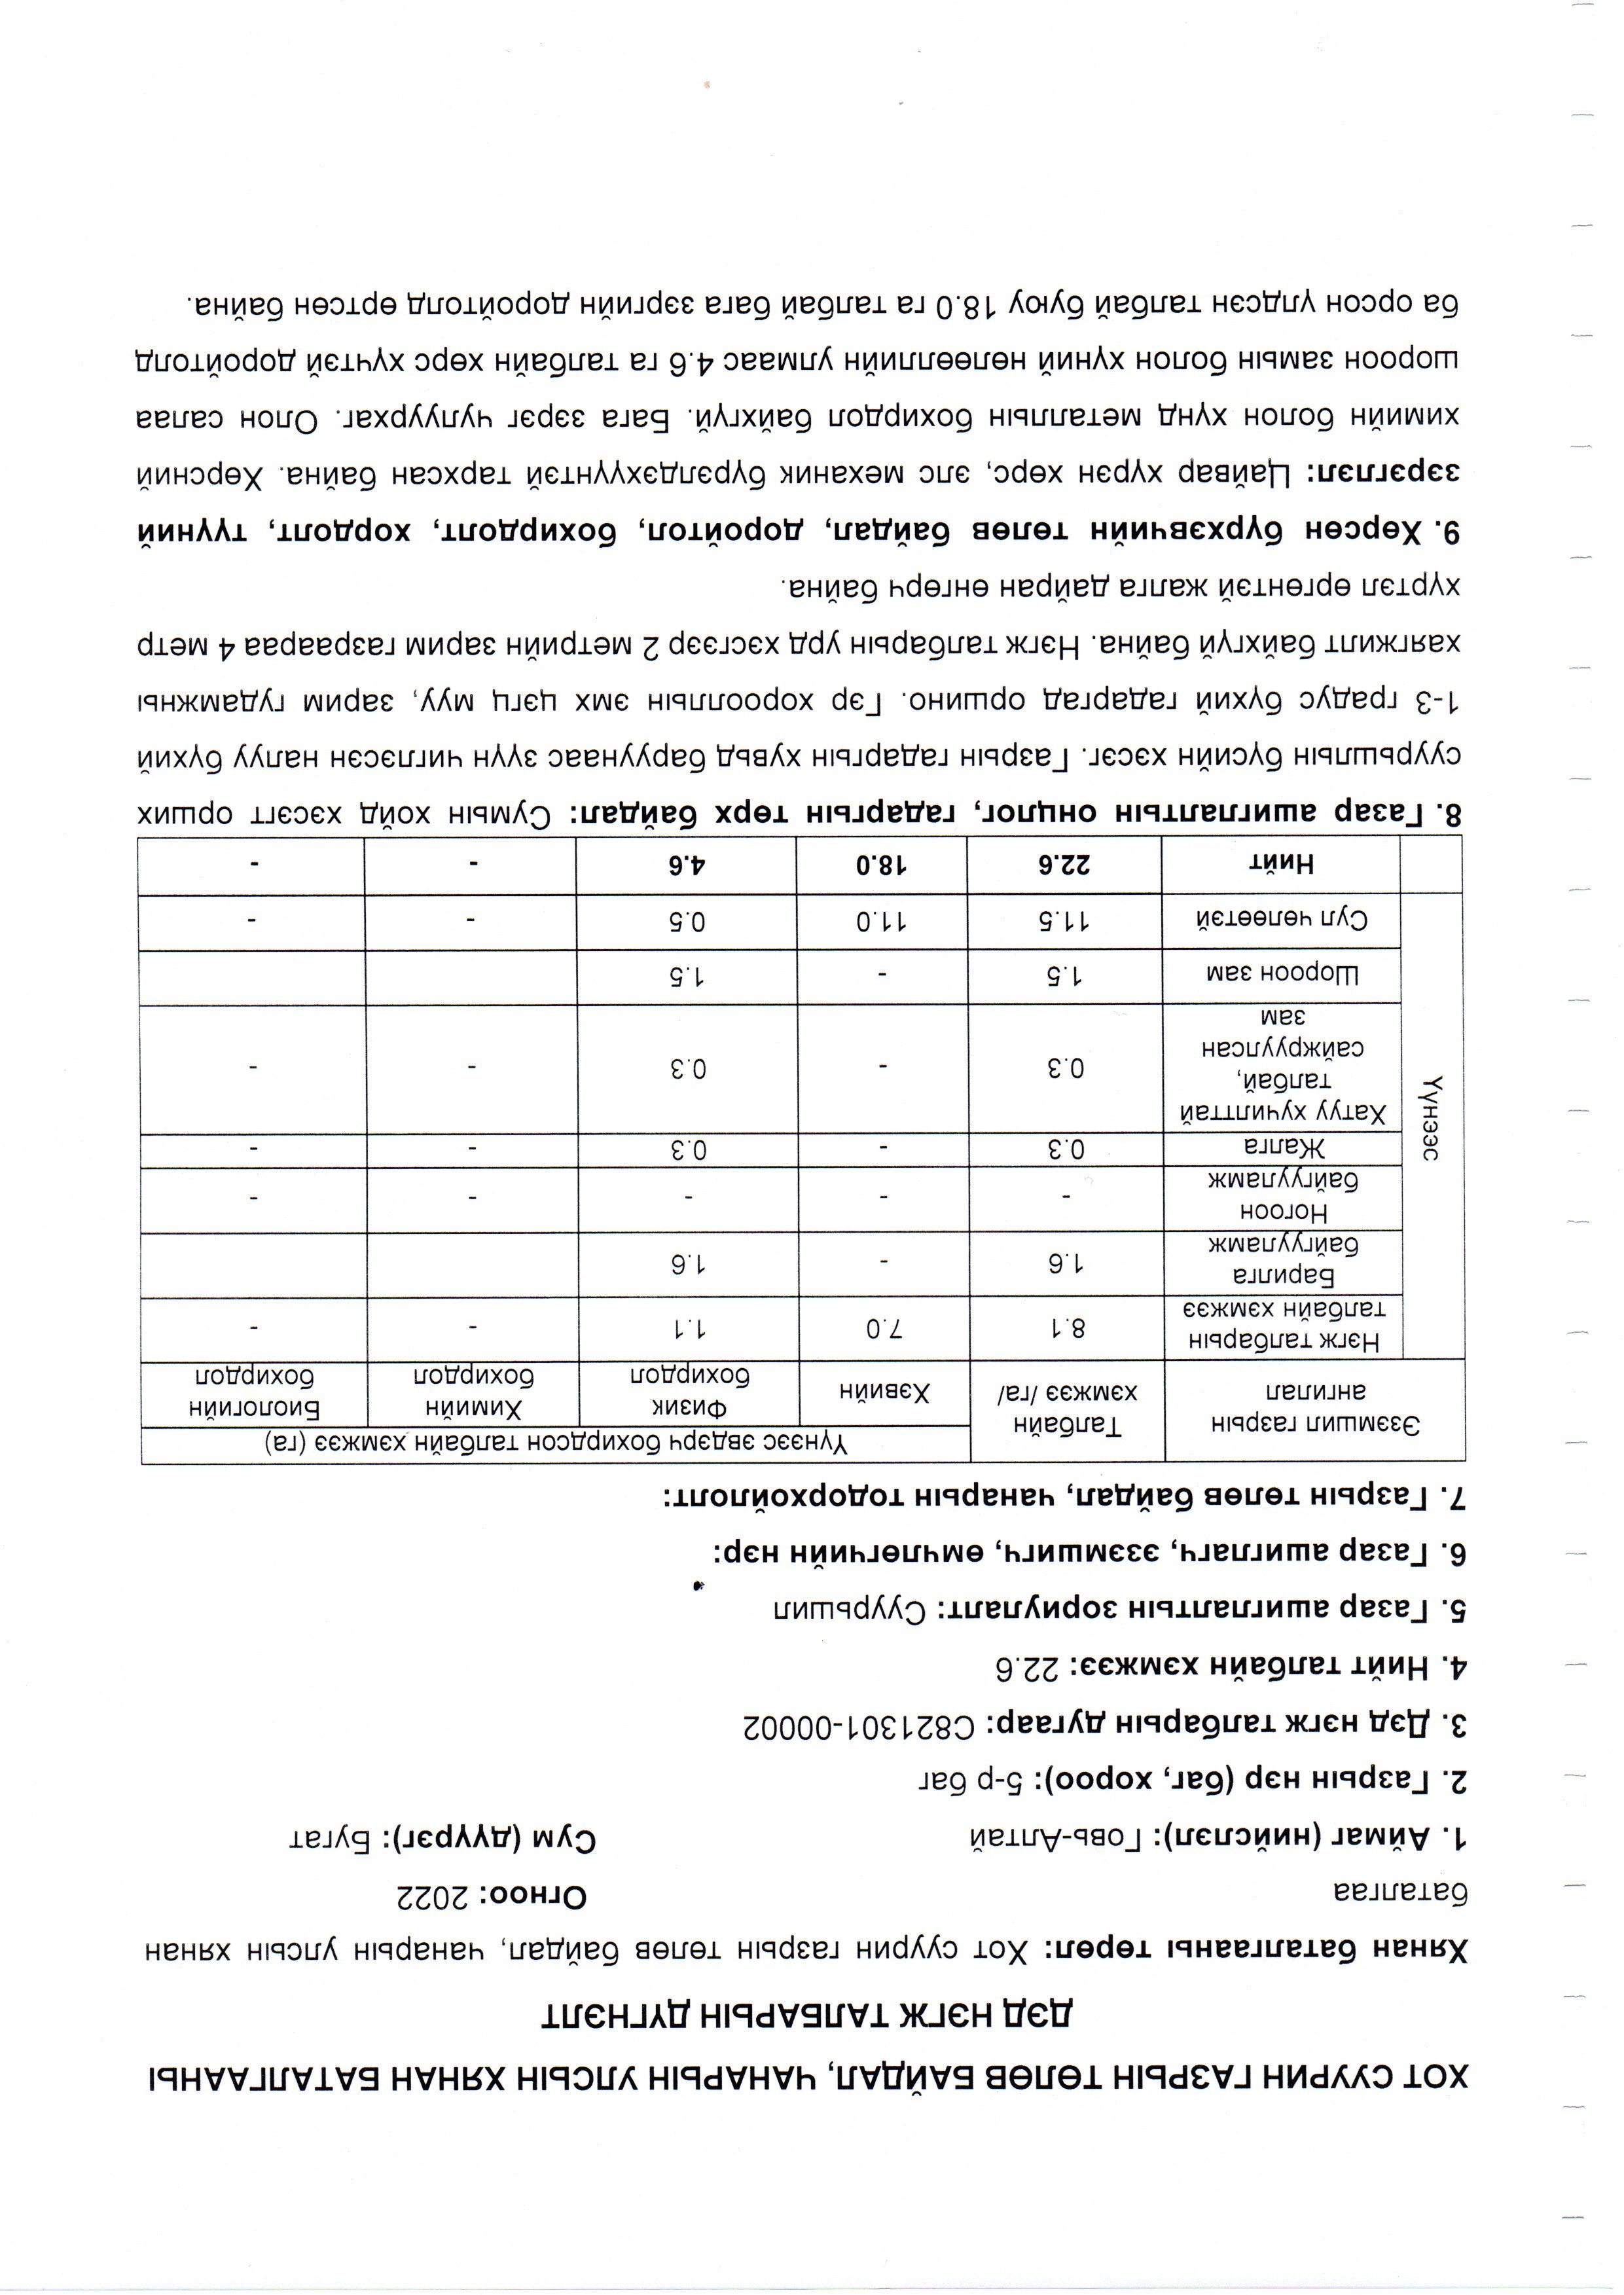 ХОТ СУУРИН ГАЗРЫН ТӨЛӨВ БАЙДАЛ, ЧАНАРЫН УЛСЫН ХЯНАН БАТАЛГААНЫ
ДЭД НЭГЖ ТАЛБАРЫН ДҮГНЭЛТ
Хянан баталгааны төрөл: Хот суурин газрын төлөв байдал, чанарын улсын хянан
баталгаа Огноо: 2022
1. Аймаг (нийслэл): Говь-Алтай Сум (дүүрэг): Бугат
2. Газрын нэр (баг, хороо): 5-р баг
3. Дэд нэгж талбарын дугаар: C821301-00002
4. Нийт талбайн хэмжээ: 22.6
5. Газар ашиглалтын зориулалт: Суурьшил
6. Газар ашиглагч, эзэмшигч, өмчлөгчийн нэр:
7. Газрын төлөв байдал, чанарын тодорхойлолт:
Эзэмшил газрын ангилал
Талбайн хэмжээ /га/
Үүнээс эвдэрч бохирдсон талбайн хэмжээ (га)
Хэвийн
Физик бохирдол
Химийн бохирдол
Биологийн бохирдол
Үүнээс
Нэгж талбарын
талбайн хэмжээ 8.1 7.0 1.1 - -
Барилга
байгууламж 1.6 - 1.6
Ногоон
байгууламж - - - - -
Жалга 0.3 - 0.3 - -
Хатуу хучилттай
талбай,
сайжруулсан
зам 0.3 - 0.3 - -
Шороон зам 1.5 - 1.5
Сул чөлөөтэй 11.5 11.0 0.5 - -
Нийт 22.6 18.0 4.6 - -
8. Газар ашиглалтын онцлог, гадаргын төрх байдал: Сумын хойд хэсэгт орших
суурьшлын бүсийн хэсэг. Газрын гадаргын хувьд баруунаас зүүн чиглэсэн налуу бүхий
1-3 градус бүхий гадаргад оршино. Гэр хорооллын эмх цэгц муу, зарим гудамжны
хаягжилт байхгүй байна. Нэгж талбарын урд хэсгээр 2 метрийн зарим газраараа 4 метр
хүртэл өргөнтэй жалга дайран өнгөрч байна.
9. Хөрсөн бүрхэвчийн төлөв байдал, доройтол, бохирдолт, хордолт, түүний
зэрэглэл: Цайвар хүрэн хөрс, элс механик бүрэлдэхүүнтэй тархсан байна. Хөрсний
химийн болон хүнд металлын бохирдол байхгүй. Бага зэрэг чулуурхаг. Олон салаа
шороон замын болон хүний нөлөөллийн улмаас 4.6 га талбайн хөрс хүчтэй доройтолд
ба орсон үлдсэн талбай буюу 18.0 га талбай бага зэргийн доройтолд өртсөн байна.